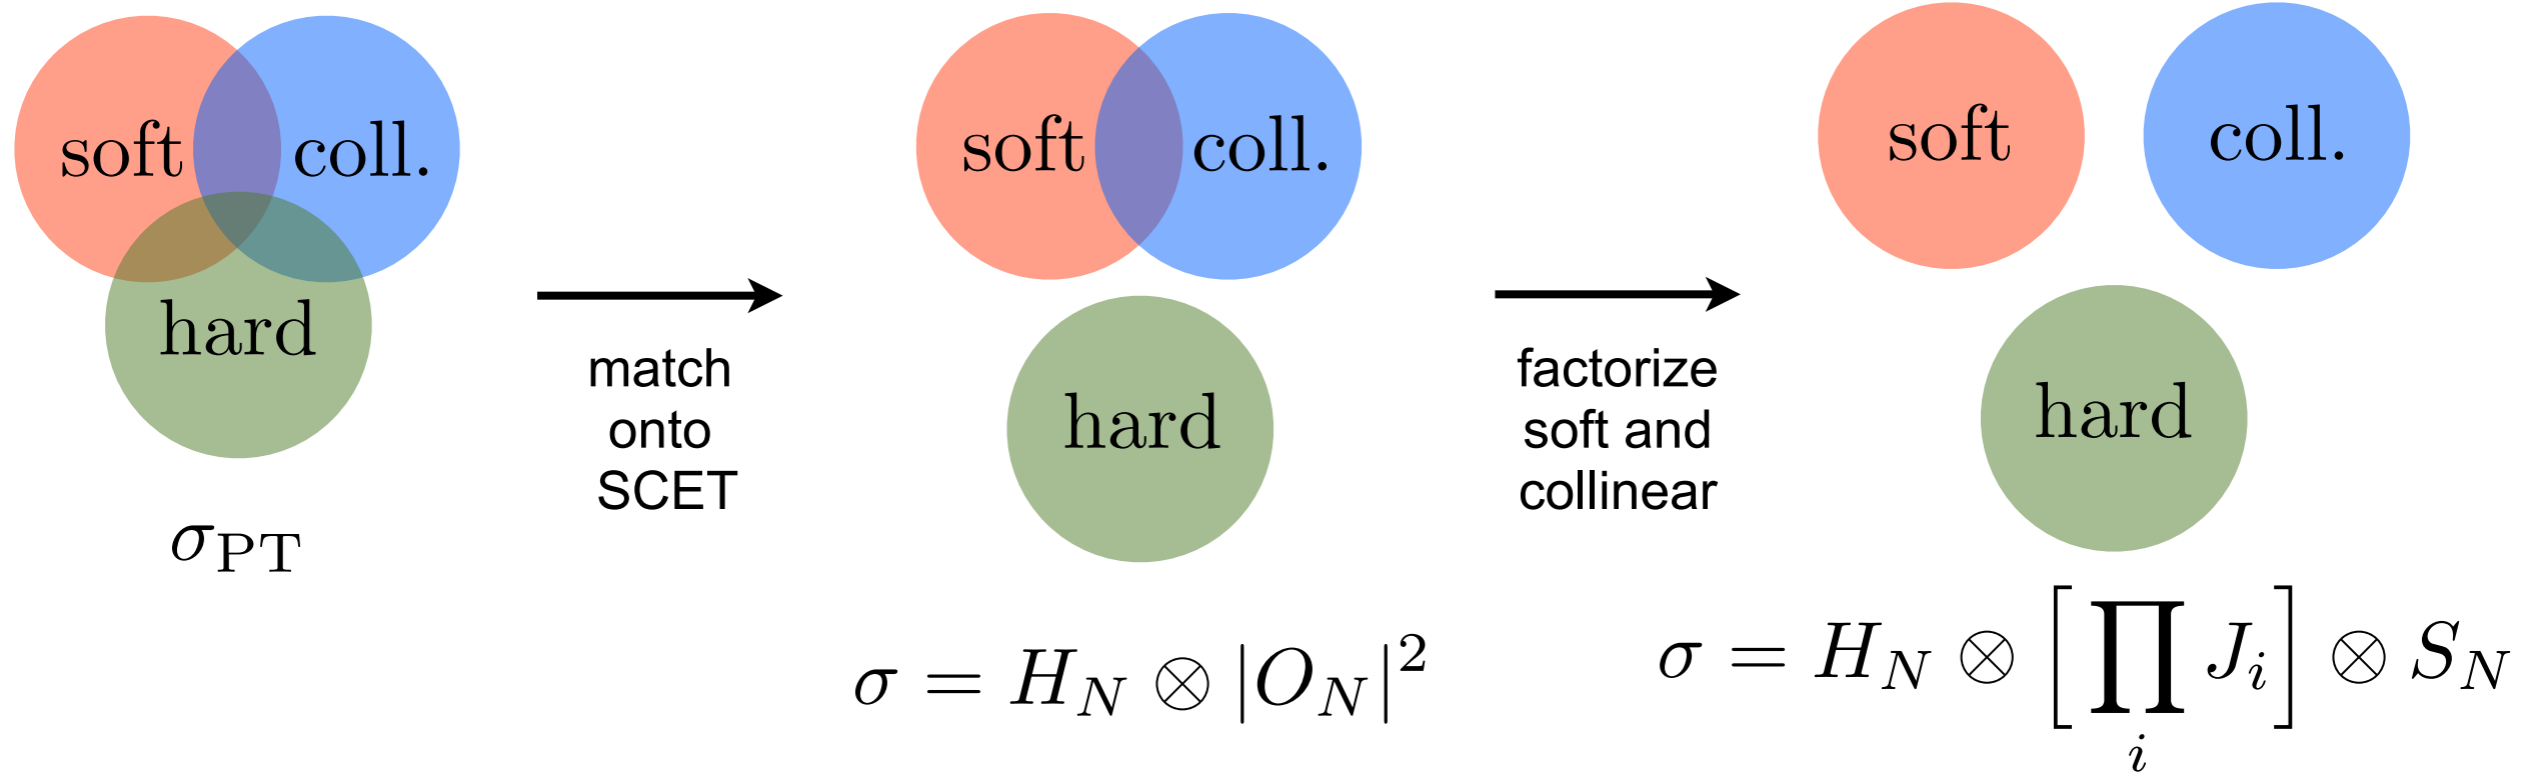 soft coll.
hard
σ_PT
match
onto
SCET
soft coll.
hard
σ = H_N ⊗ |O_N|²
factorize
soft and
collinear
soft coll.
hard
σ = H_N ⊗ [∏_i J_i] ⊗ S_N